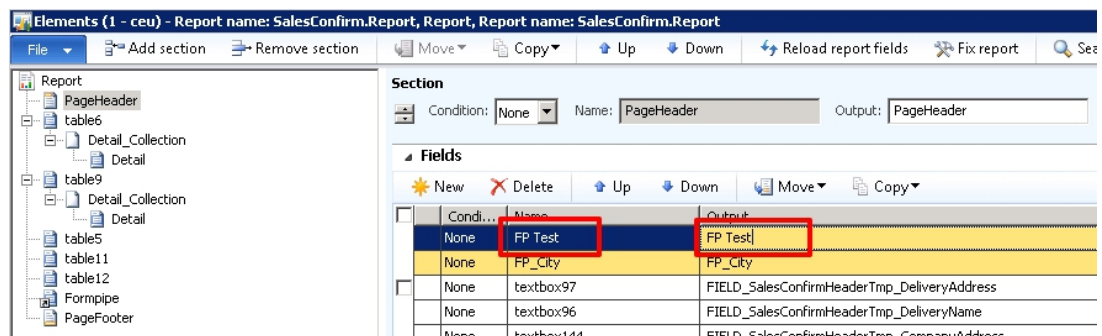 Elements (1 - ceu) - Report name: SalesConfirm.Report, Report, Report name: SalesConfirm.Report
File Add section Remove section Move Copy Up Down Reload report fields Fix report Sea
Report
PageHeader
table6
Detail_Collection
Detail
table9
Detail_Collection
Detail
table5
table11
table12
Formpipe
PageFooter
Section
Condition: None Name: PageHeader Output: PageHeader
Fields
New Delete Up Down Move Copy
Condi... Name Output
None FP Test FP Test
None FP_City FP_City
None textbox97 FIELD_SalesConfirmHeaderTmp_DeliveryAddress
None textbox96 FIELD_SalesConfirmHeaderTmp_DeliveryName
None textbox144 FIELD_SalesConfirmHeaderTmp_CompanyAddress